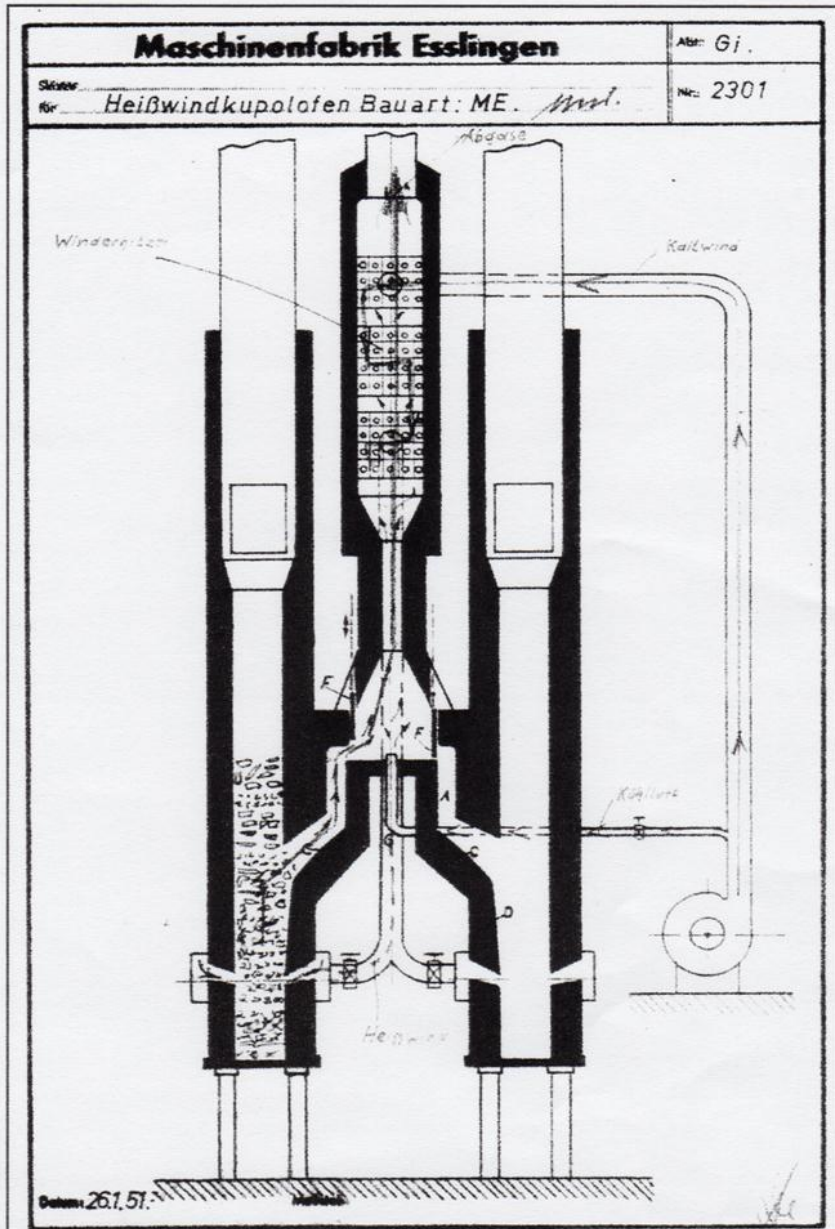 Maschinenfabrik Esslingen
Abt: Gi.
Skizze
für Heißwindkupolofen Bauart: ME.
Nr.: 2301
Abgase
Winderhitzer
Kaltwind
F
F
A
A
Kühlluft
G
C
C
D
Heißwind
Datum: 26.1.51.